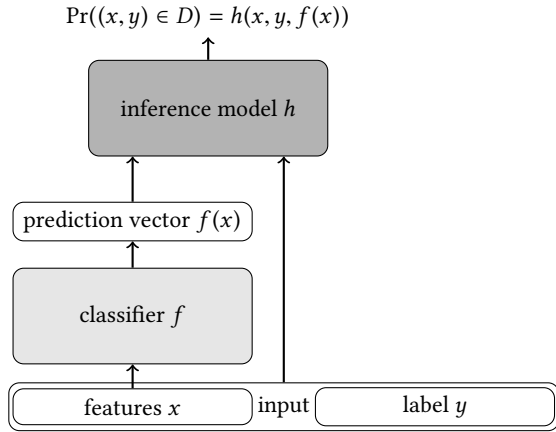 Pr((x, y) ∈ D) = h(x, y, f(x))
inference model h
prediction vector f(x)
classifier f
features x input label y